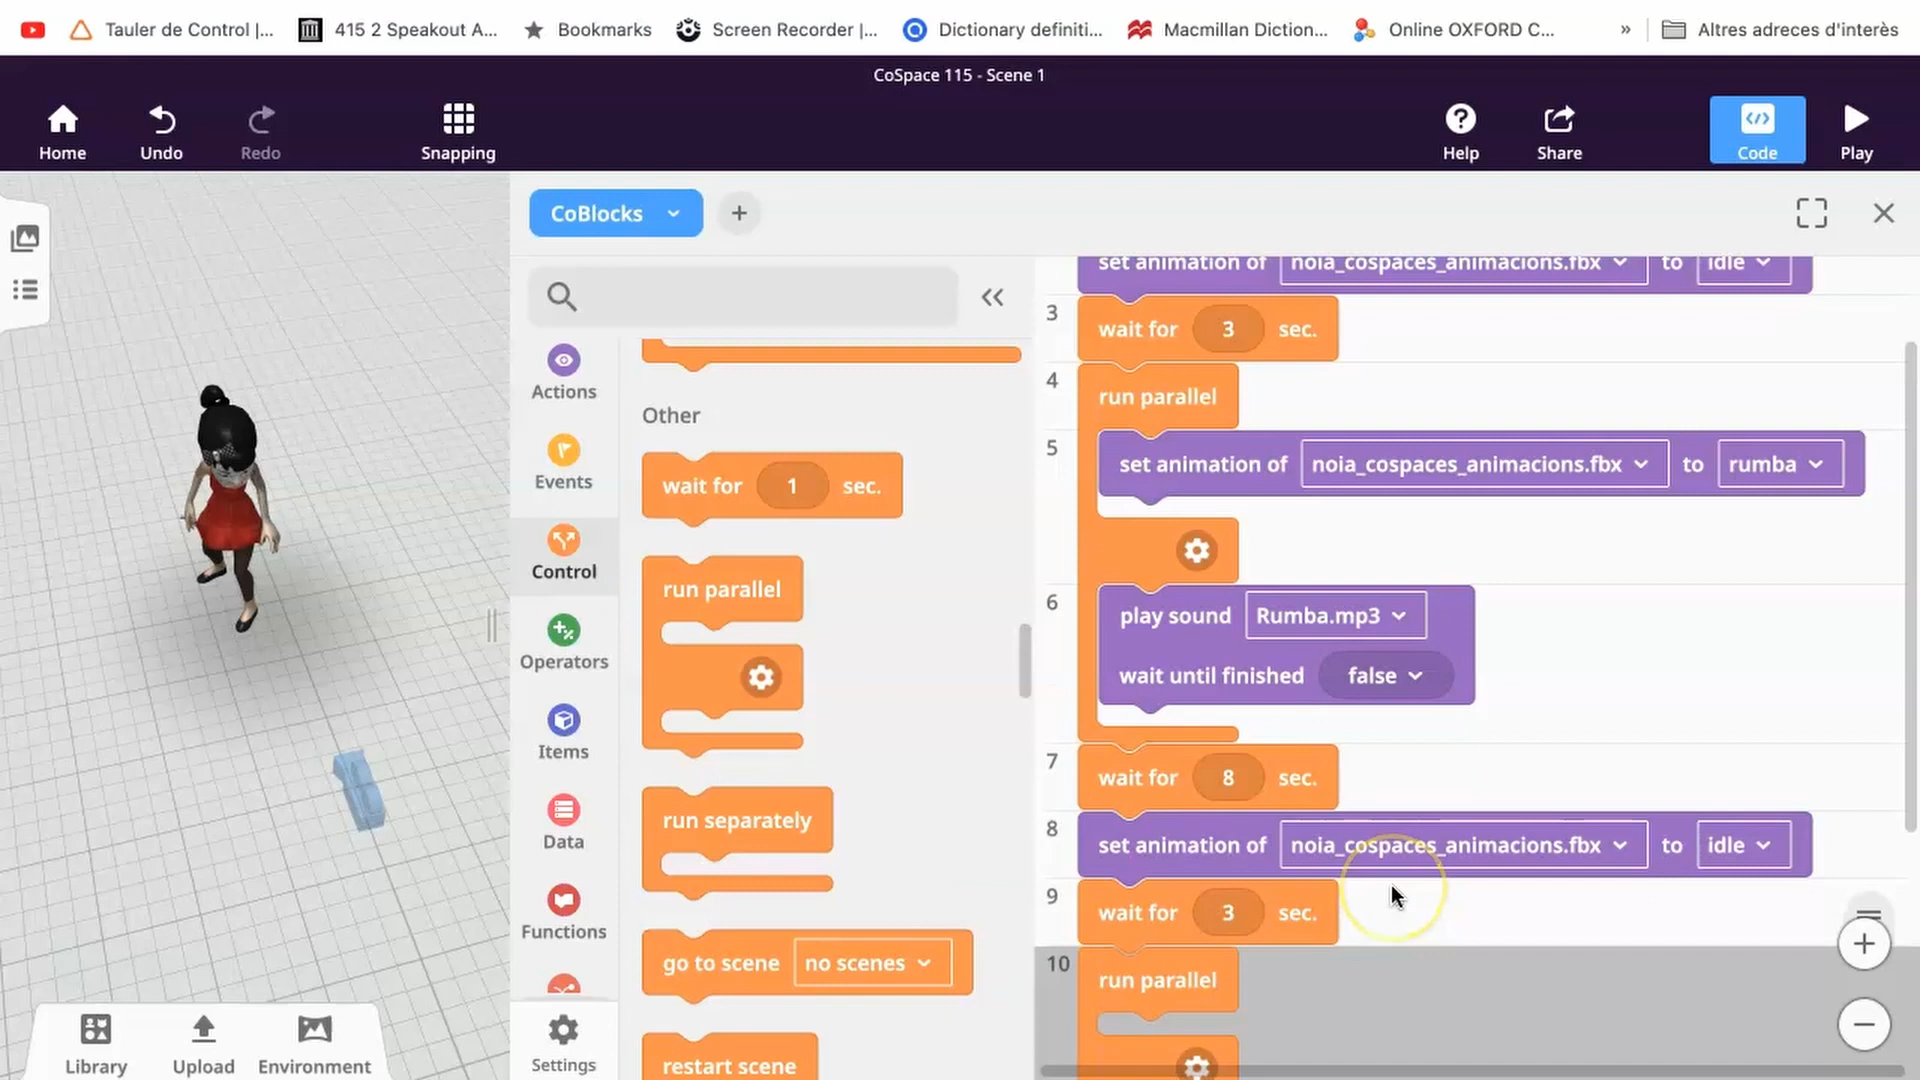 Tauler de Control |...
415 2 Speakout A...
Bookmarks
Screen Recorder |...
Dictionary definiti...
Macmillan Diction...
Online OXFORD C...
»
Altres adreces d'interès
CoSpace 115 - Scene 1
Home
Undo
Redo
Snapping
Help
Share
Code
Play
CoBlocks
Actions
Events
Control
Operators
Items
Data
Functions
Settings
Other
wait for 1 sec.
run parallel
run separately
go to scene no scenes
restart scene
set animation of noia_cospaces_animacions.fbx to idle
3 wait for 3 sec.
4 run parallel
5 set animation of noia_cospaces_animacions.fbx to rumba
6 play sound Rumba.mp3
wait until finished false
7 wait for 8 sec.
8 set animation of noia_cospaces_animacions.fbx to idle
9 wait for 3 sec.
10 run parallel
Library
Upload
Environment